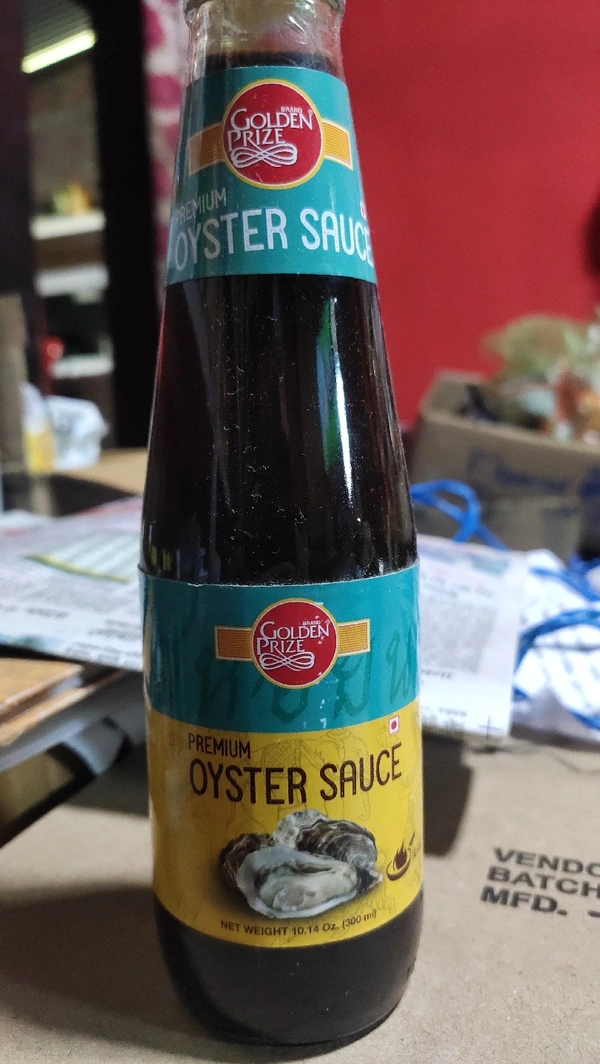 BRAND
GOLDEN
PRIZE
PREMIUM
OYSTER SAUCE
BRAND
GOLDEN
PRIZE
PREMIUM
OYSTER SAUCE
NET WEIGHT 10.14 Oz. (300 ml)
VENDO
BATCH
MFD. -